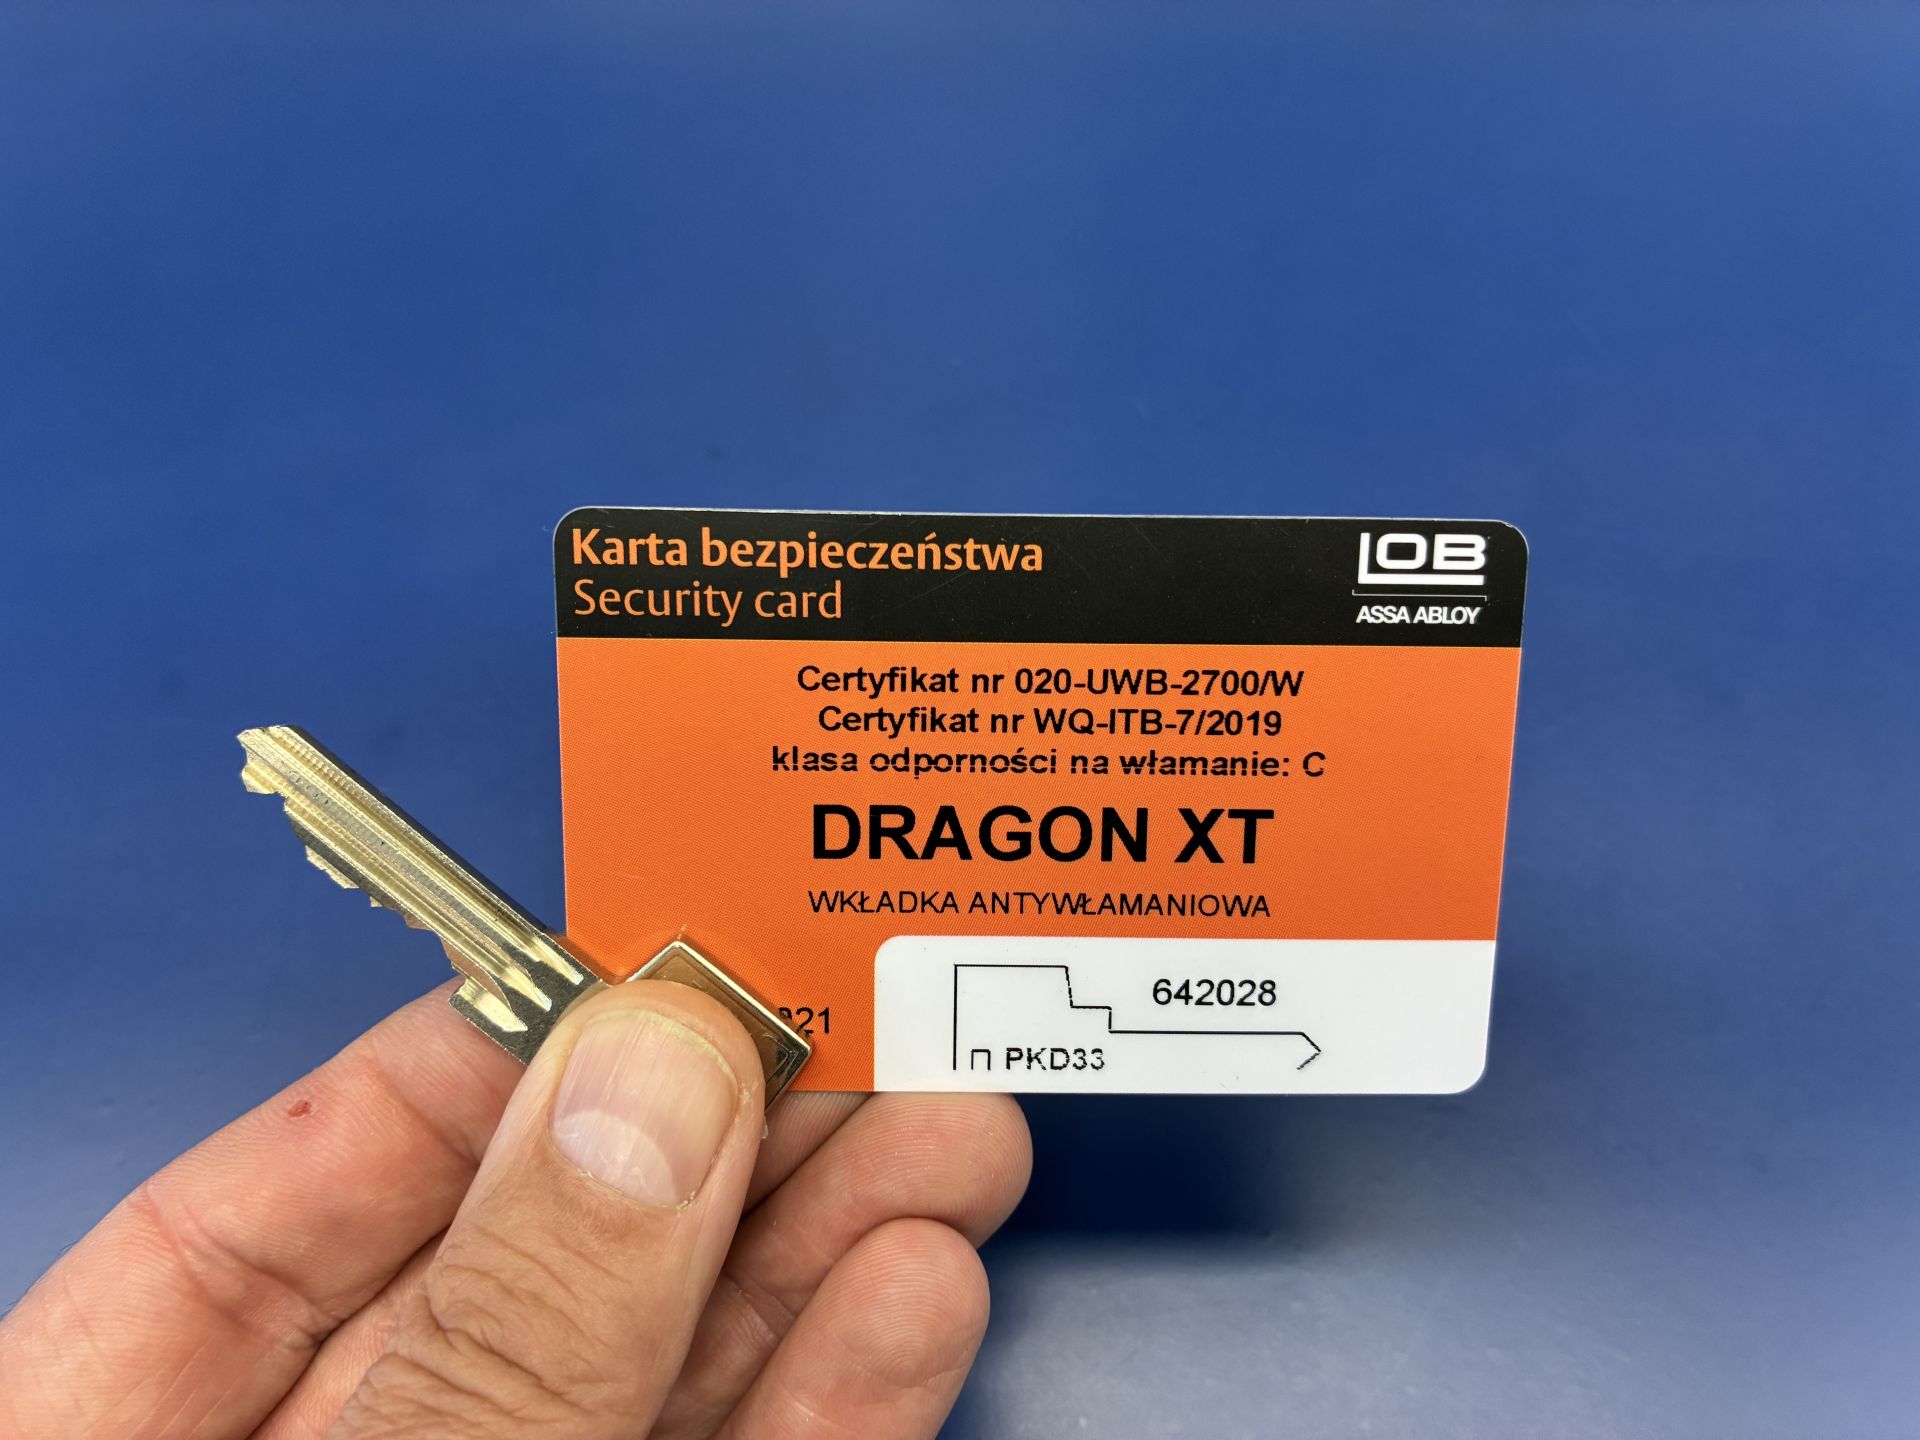 Karta bezpieczeństwa
Security card
LOB
ASSA ABLOY
Certyfikat nr 020-UWB-2700/W
Certyfikat nr WQ-ITB-7/2019
klasa odporności na włamanie: C
DRAGON XT
WKŁADKA ANTYWŁAMANIOWA
642028
П PKD33